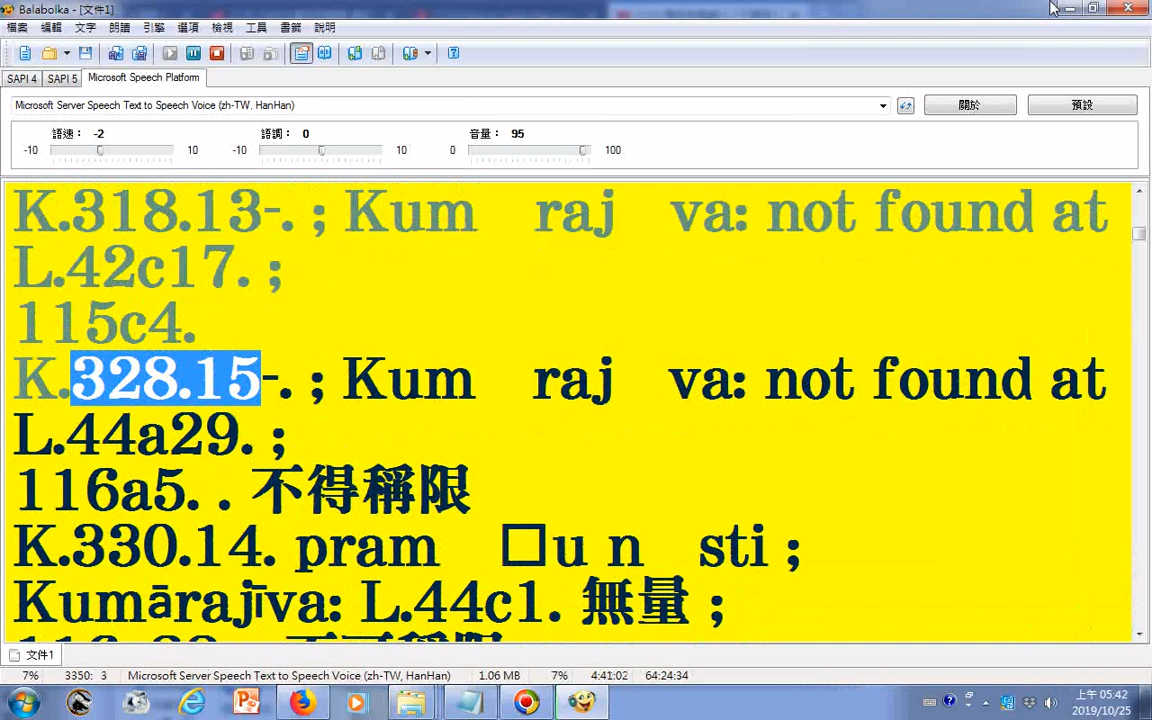 Balabolka - [文件1]
檔案 編輯 文字 朗讀 引擎 選項 檢視 工具 書籤 說明
SAPI 4 SAPI 5 Microsoft Speech Platform
Microsoft Server Speech Text to Speech Voice (zh-TW, HanHan) 關於 預設
語速： -2 語調： 0 音量： 95
-10 10 -10 10 0 100
K.318.13-. ; Kum raj va: not found at
L.42c17. ;
115c4.
K.328.15-. ; Kum raj va: not found at
L.44a29. ;
116a5. . 不得稱限
K.330.14. pram □u n sti ;
Kumārajīva: L.44c1. 無量 ;
文件1
7% 3350: 3 Microsoft Server Speech Text to Speech Voice (zh-TW, HanHan) 1.06 MB 7% 4:41:02 64:24:34
上午 05:42
2019/10/25